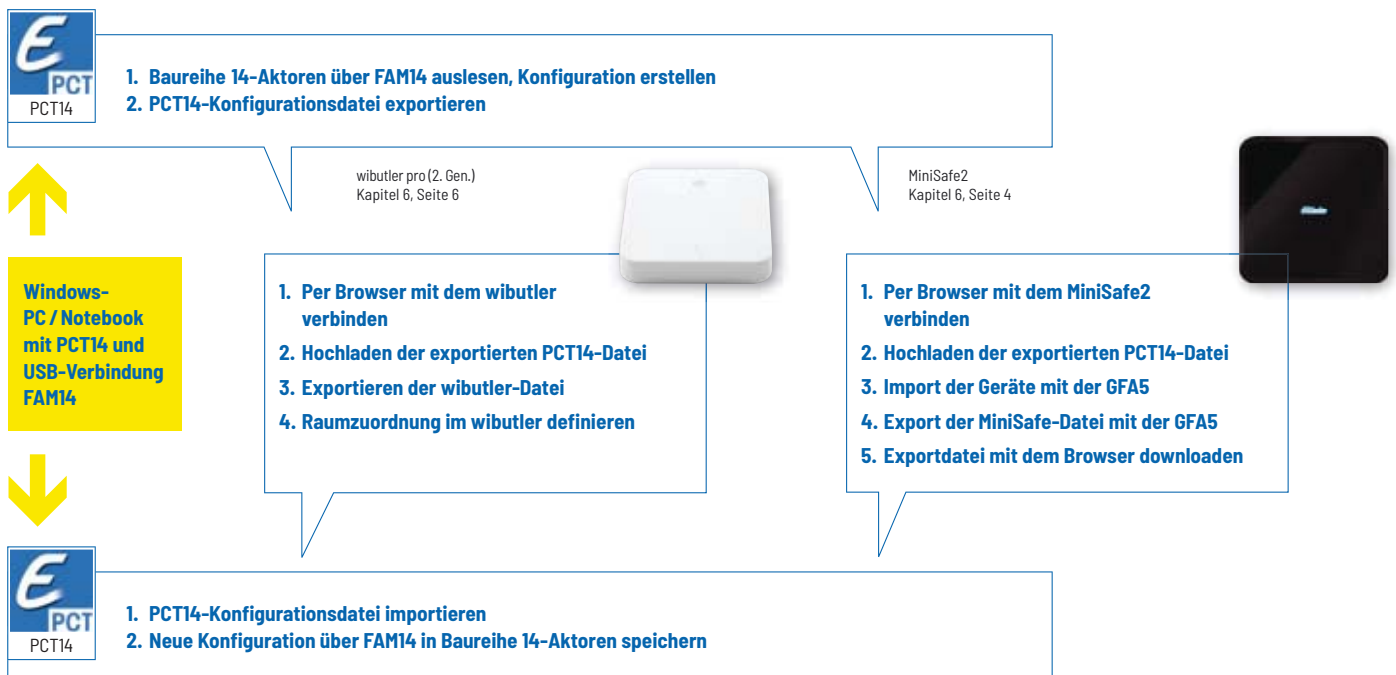 PCT
PCT14
1. Baureihe 14-Aktoren über FAM14 auslesen, Konfiguration erstellen
2. PCT14-Konfigurationsdatei exportieren
wibutler pro (2. Gen.)
Kapitel 6, Seite 6
MiniSafe2
Kapitel 6, Seite 4
Windows-
PC / Notebook
mit PCT14 und
USB-Verbindung
FAM14
1. Per Browser mit dem wibutler
verbinden
2. Hochladen der exportierten PCT14-Datei
3. Exportieren der wibutler-Datei
4. Raumzuordnung im wibutler definieren
1. Per Browser mit dem MiniSafe2
verbinden
2. Hochladen der exportierten PCT14-Datei
3. Import der Geräte mit der GFA5
4. Export der MiniSafe-Datei mit der GFA5
5. Exportdatei mit dem Browser downloaden
PCT
PCT14
1. PCT14-Konfigurationsdatei importieren
2. Neue Konfiguration über FAM14 in Baureihe 14-Aktoren speichern